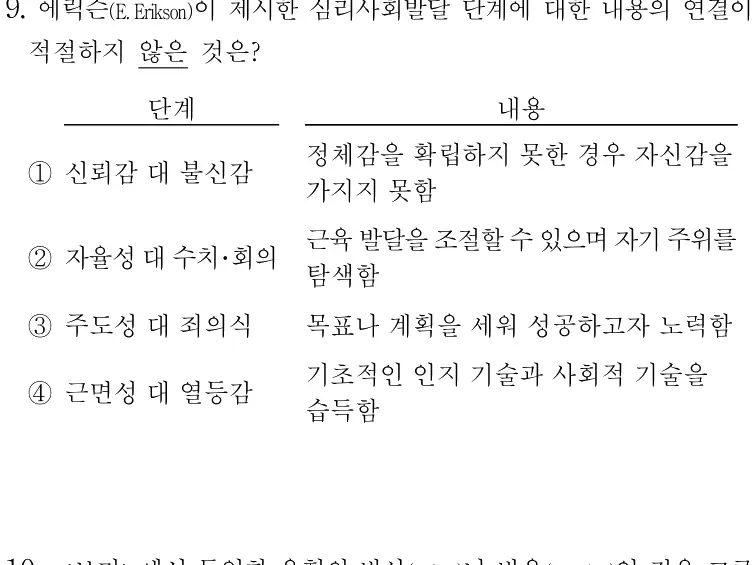 9. 에릭슨(E. Erikson)이 제시한 심리사회발달 단계에 대한 내용의 연결이
적절하지 않은 것은?
단계 내용
① 신뢰감 대 불신감 정체감을 확립하지 못한 경우 자신감을
가지지 못함
② 자율성 대 수치·회의 근육 발달을 조절할 수 있으며 자기 주위를
탐색함
③ 주도성 대 죄의식 목표나 계획을 세워 성공하고자 노력함
④ 근면성 대 열등감 기초적인 인지 기술과 사회적 기술을
습득함